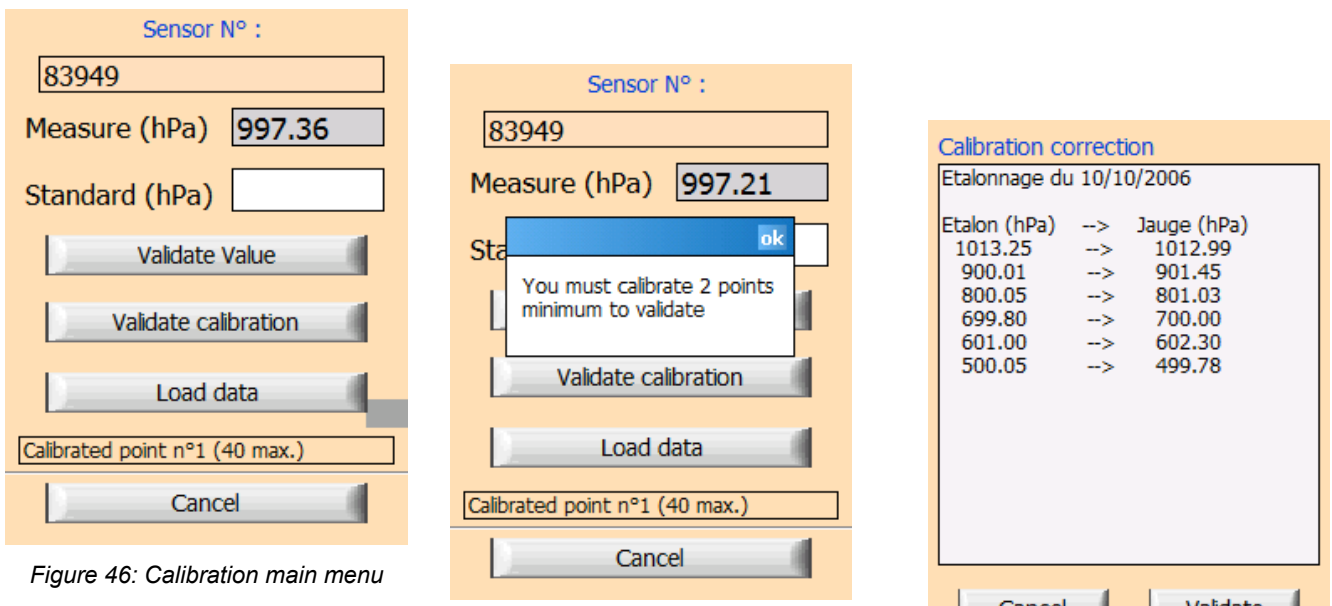 Sensor N° :
83949
Measure (hPa) 997.36
Standard (hPa)
Validate Value
Validate calibration
Load data
Calibrated point n°1 (40 max.)
Cancel
Figure 46: Calibration main menu
Sensor N° :
83949
Measure (hPa) 997.21
Sta
ok
You must calibrate 2 points
minimum to validate
Validate calibration
Load data
Calibrated point n°1 (40 max.)
Cancel
Calibration correction
Etalonnage du 10/10/2006
Etalon (hPa) --> Jauge (hPa)
1013.25 --> 1012.99
900.01 --> 901.45
800.05 --> 801.03
699.80 --> 700.00
601.00 --> 602.30
500.05 --> 499.78
Cancel Validate